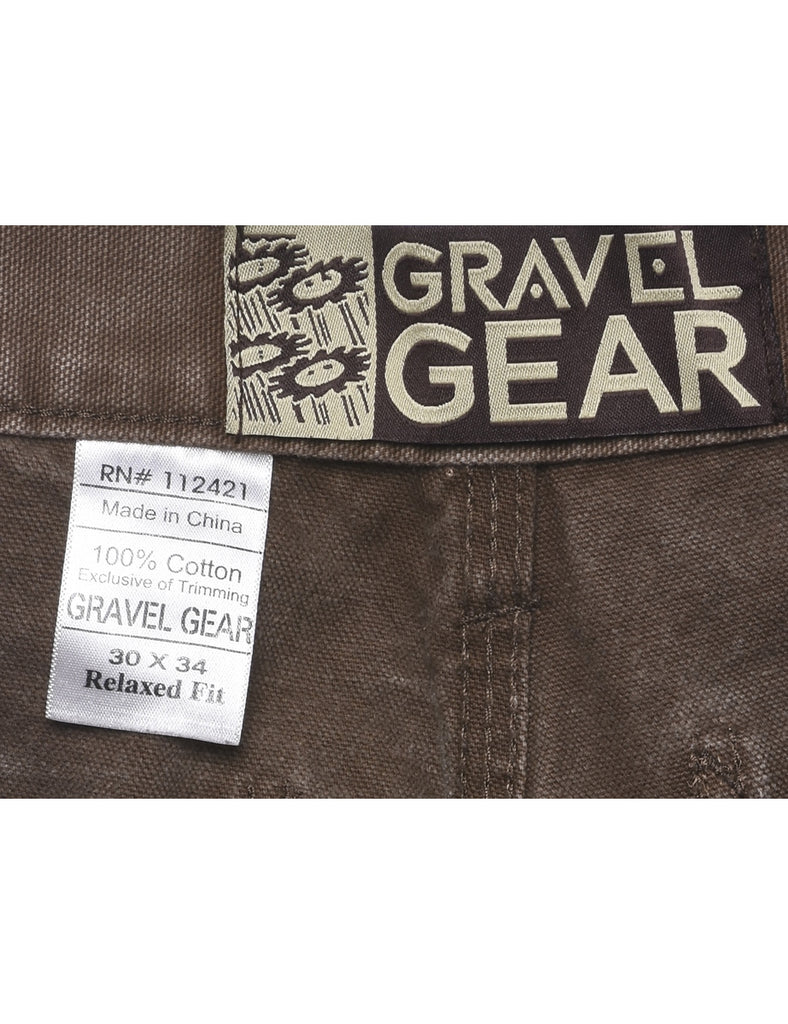 GRAVEL
GEAR
RN# 112421
Made in China
100% Cotton
Exclusive of Trimming
GRAVEL GEAR
30 X 34
Relaxed Fit